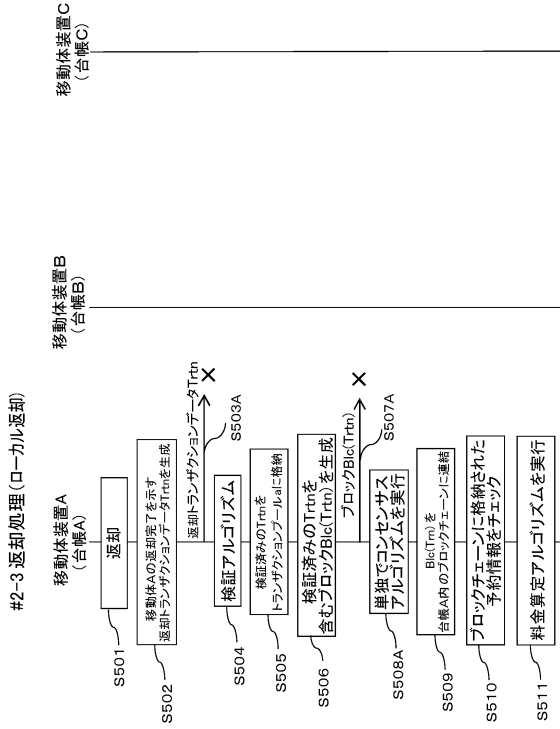 #2-3 返却処理(ローカル返却)
移動体装置A
(台帳A)
移動体装置B
(台帳B)
移動体装置C
(台帳C)
S501
返却
S502
移動体Aの返却完了を示す
返却トランザクションデータTrtnを生成
返却トランザクションデータTrtn
×
S503A
S504
検証アルゴリズム
S505
検証済みのTrtnを
トランザクションプールaに格納
S506
検証済みのTrtnを
含むブロックBlc(Trtn)を生成
ブロックBlc(Trtn)
×
S507A
S508A
単独でコンセンサス
アルゴリズムを実行
S509
Blc(Trn)を
台帳A内のブロックチェーンに連結
S510
ブロックチェーンに格納された
予約情報をチェック
S511
料金算定アルゴリズムを実行